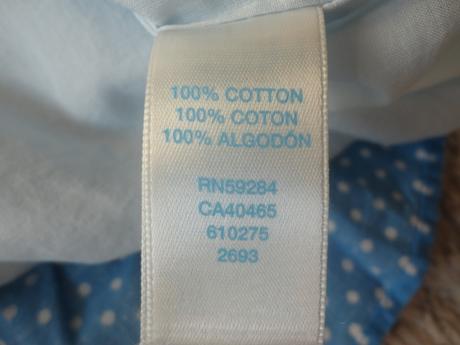 100% COTTON
100% COTON
100% ALGODÓN
RN59284
CA40465
610275
2693